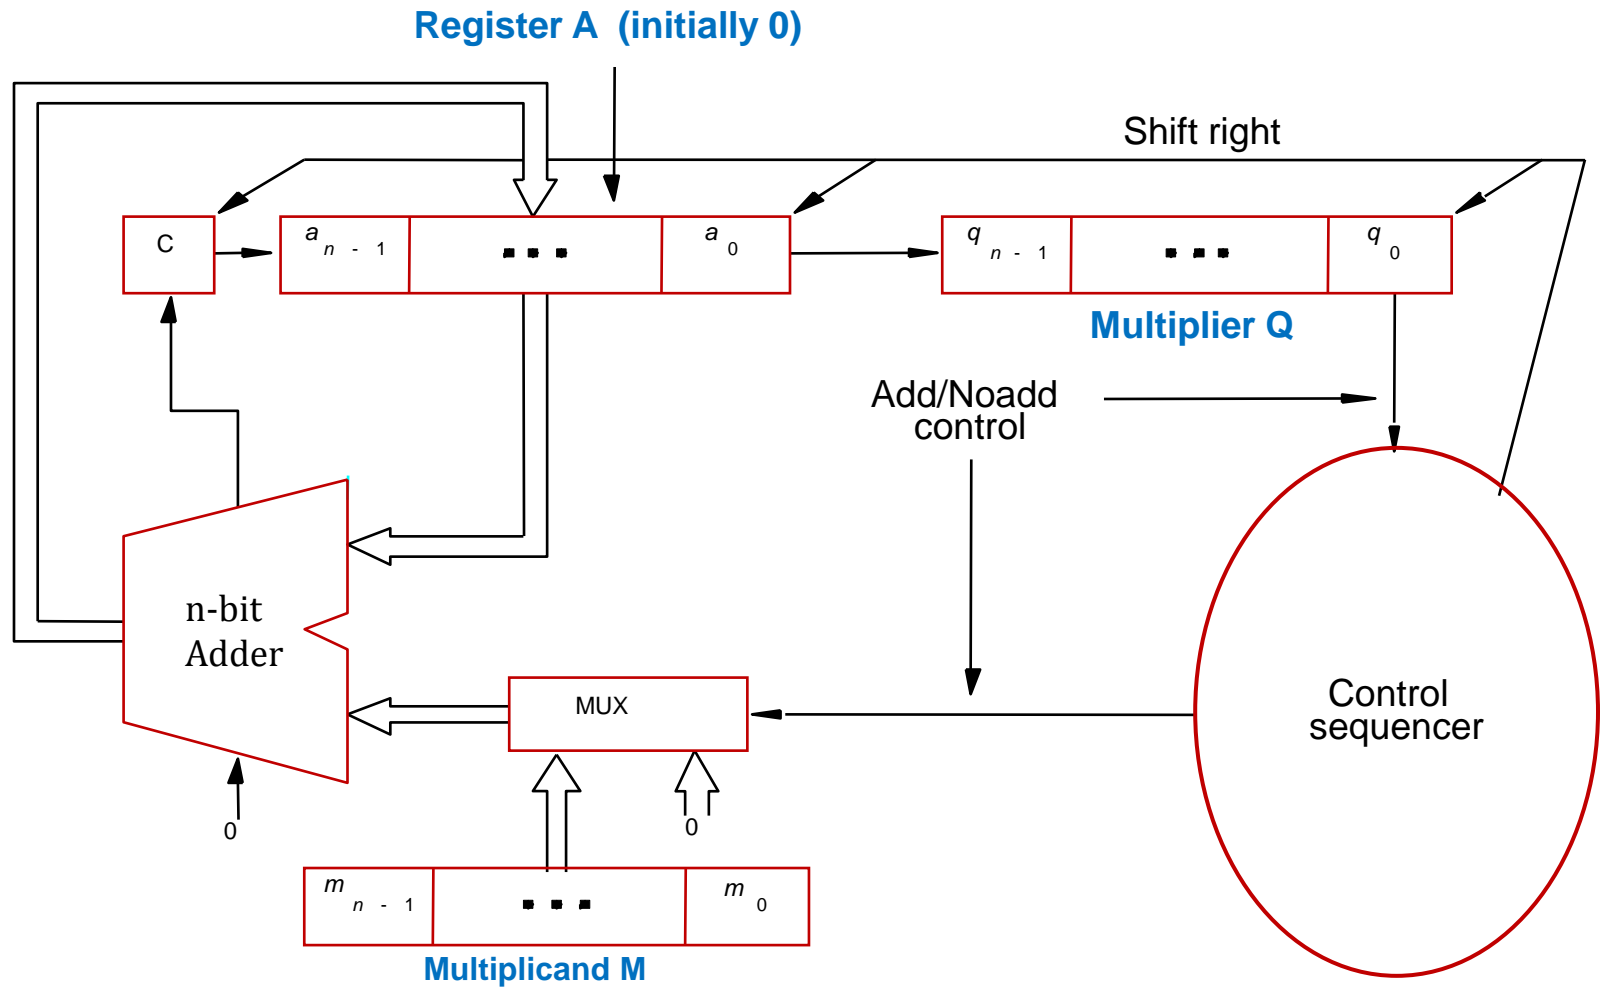 Register A (initially 0)
Shift right
C
a n - 1 ▪ ▪ ▪ a 0
q n - 1 ▪ ▪ ▪ q 0
Multiplier Q
Add/Noadd
control
n-bit
Adder
MUX
Control
sequencer
0
0
m n - 1 ▪ ▪ ▪ m 0
Multiplicand M